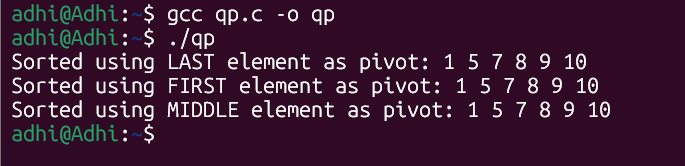 adhi@Adhi:~$ gcc qp.c -o qp
adhi@Adhi:~$ ./qp
Sorted using LAST element as pivot: 1 5 7 8 9 10
Sorted using FIRST element as pivot: 1 5 7 8 9 10
Sorted using MIDDLE element as pivot: 1 5 7 8 9 10
adhi@Adhi:~$